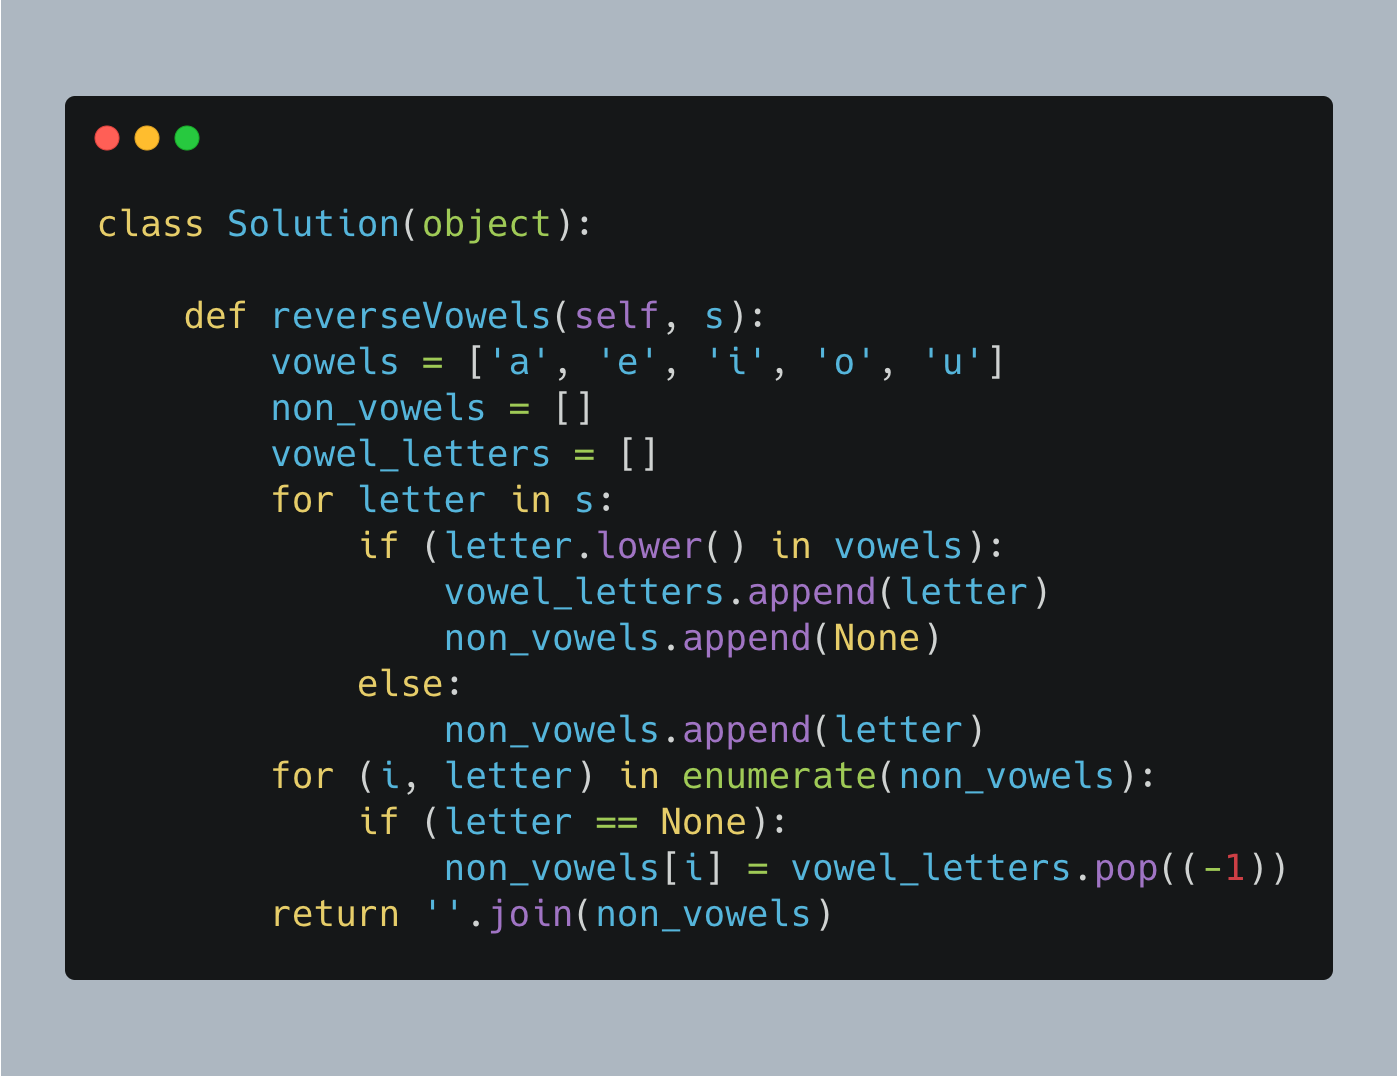 class Solution(object):

    def reverseVowels(self, s):
        vowels = ['a', 'e', 'i', 'o', 'u']
        non_vowels = []
        vowel_letters = []
        for letter in s:
            if (letter.lower() in vowels):
                vowel_letters.append(letter)
                non_vowels.append(None)
            else:
                non_vowels.append(letter)
        for (i, letter) in enumerate(non_vowels):
            if (letter == None):
                non_vowels[i] = vowel_letters.pop((-1))
        return ''.join(non_vowels)